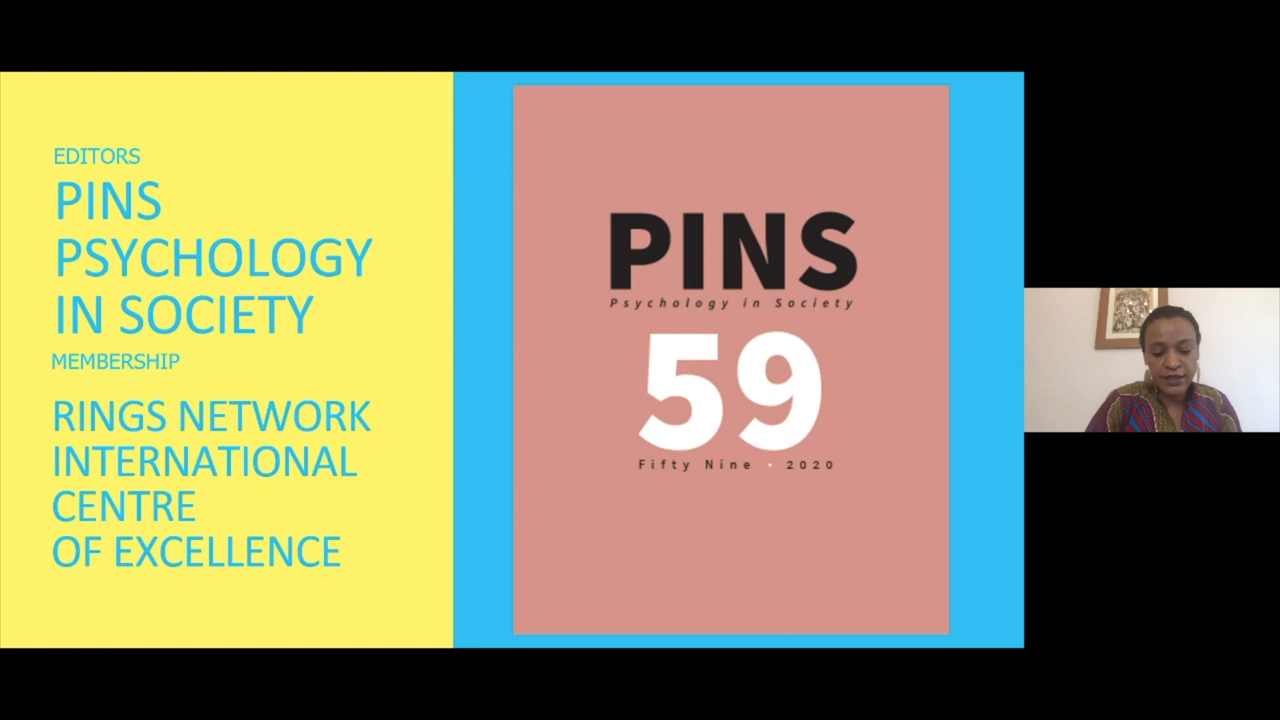 EDITORS
PINS
PSYCHOLOGY
IN SOCIETY
MEMBERSHIP
RINGS NETWORK
INTERNATIONAL
CENTRE
OF EXCELLENCE
PINS
Psychology in Society
59
Fifty Nine • 2020